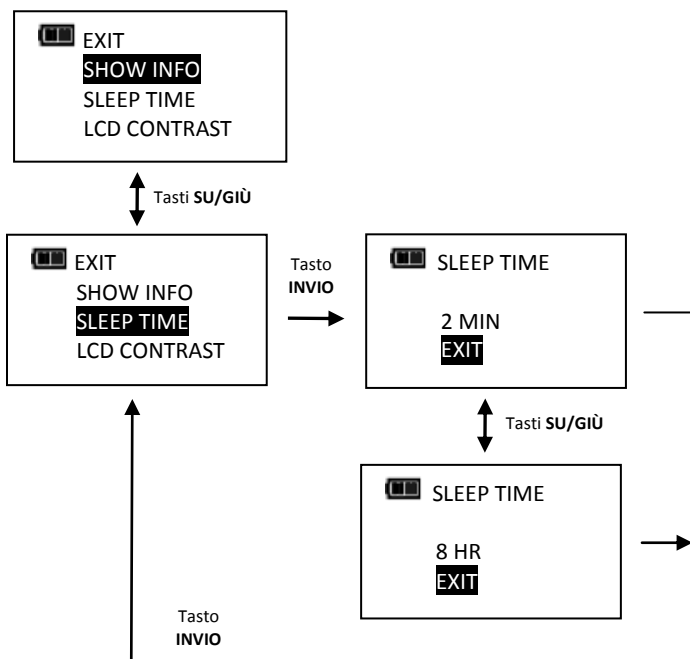 EXIT
SHOW INFO
SLEEP TIME
LCD CONTRAST
Tasti SU/GIÙ
EXIT
SHOW INFO
SLEEP TIME
LCD CONTRAST
Tasto
INVIO
SLEEP TIME
2 MIN
EXIT
Tasti SU/GIÙ
SLEEP TIME
8 HR
EXIT
Tasto
INVIO